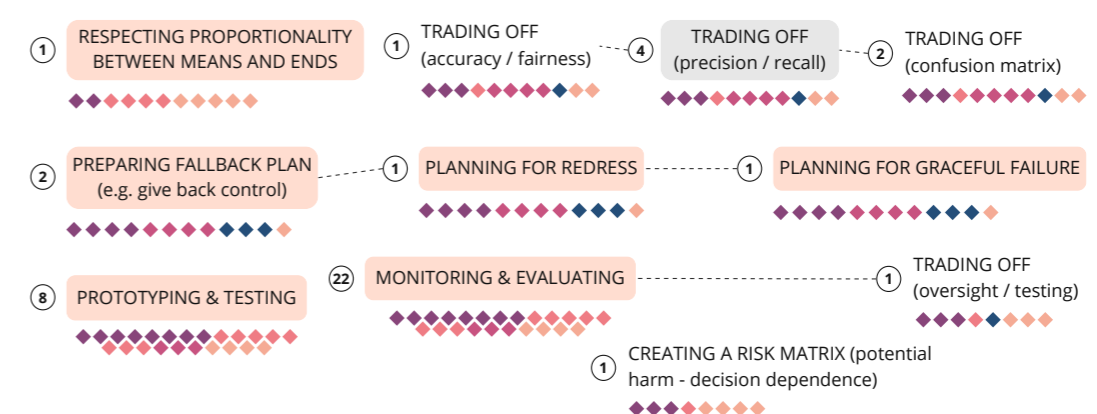 1
RESPECTING PROPORTIONALITY
BETWEEN MEANS AND ENDS
1
TRADING OFF
(accuracy / fairness)
4
TRADING OFF
(precision / recall)
2
TRADING OFF
(confusion matrix)
2
PREPARING FALLBACK PLAN
(e.g. give back control)
1
PLANNING FOR REDRESS
1
PLANNING FOR GRACEFUL FAILURE
8
PROTOTYPING & TESTING
22
MONITORING & EVALUATING
1
TRADING OFF
(oversight / testing)
1
CREATING A RISK MATRIX (potential
harm - decision dependence)